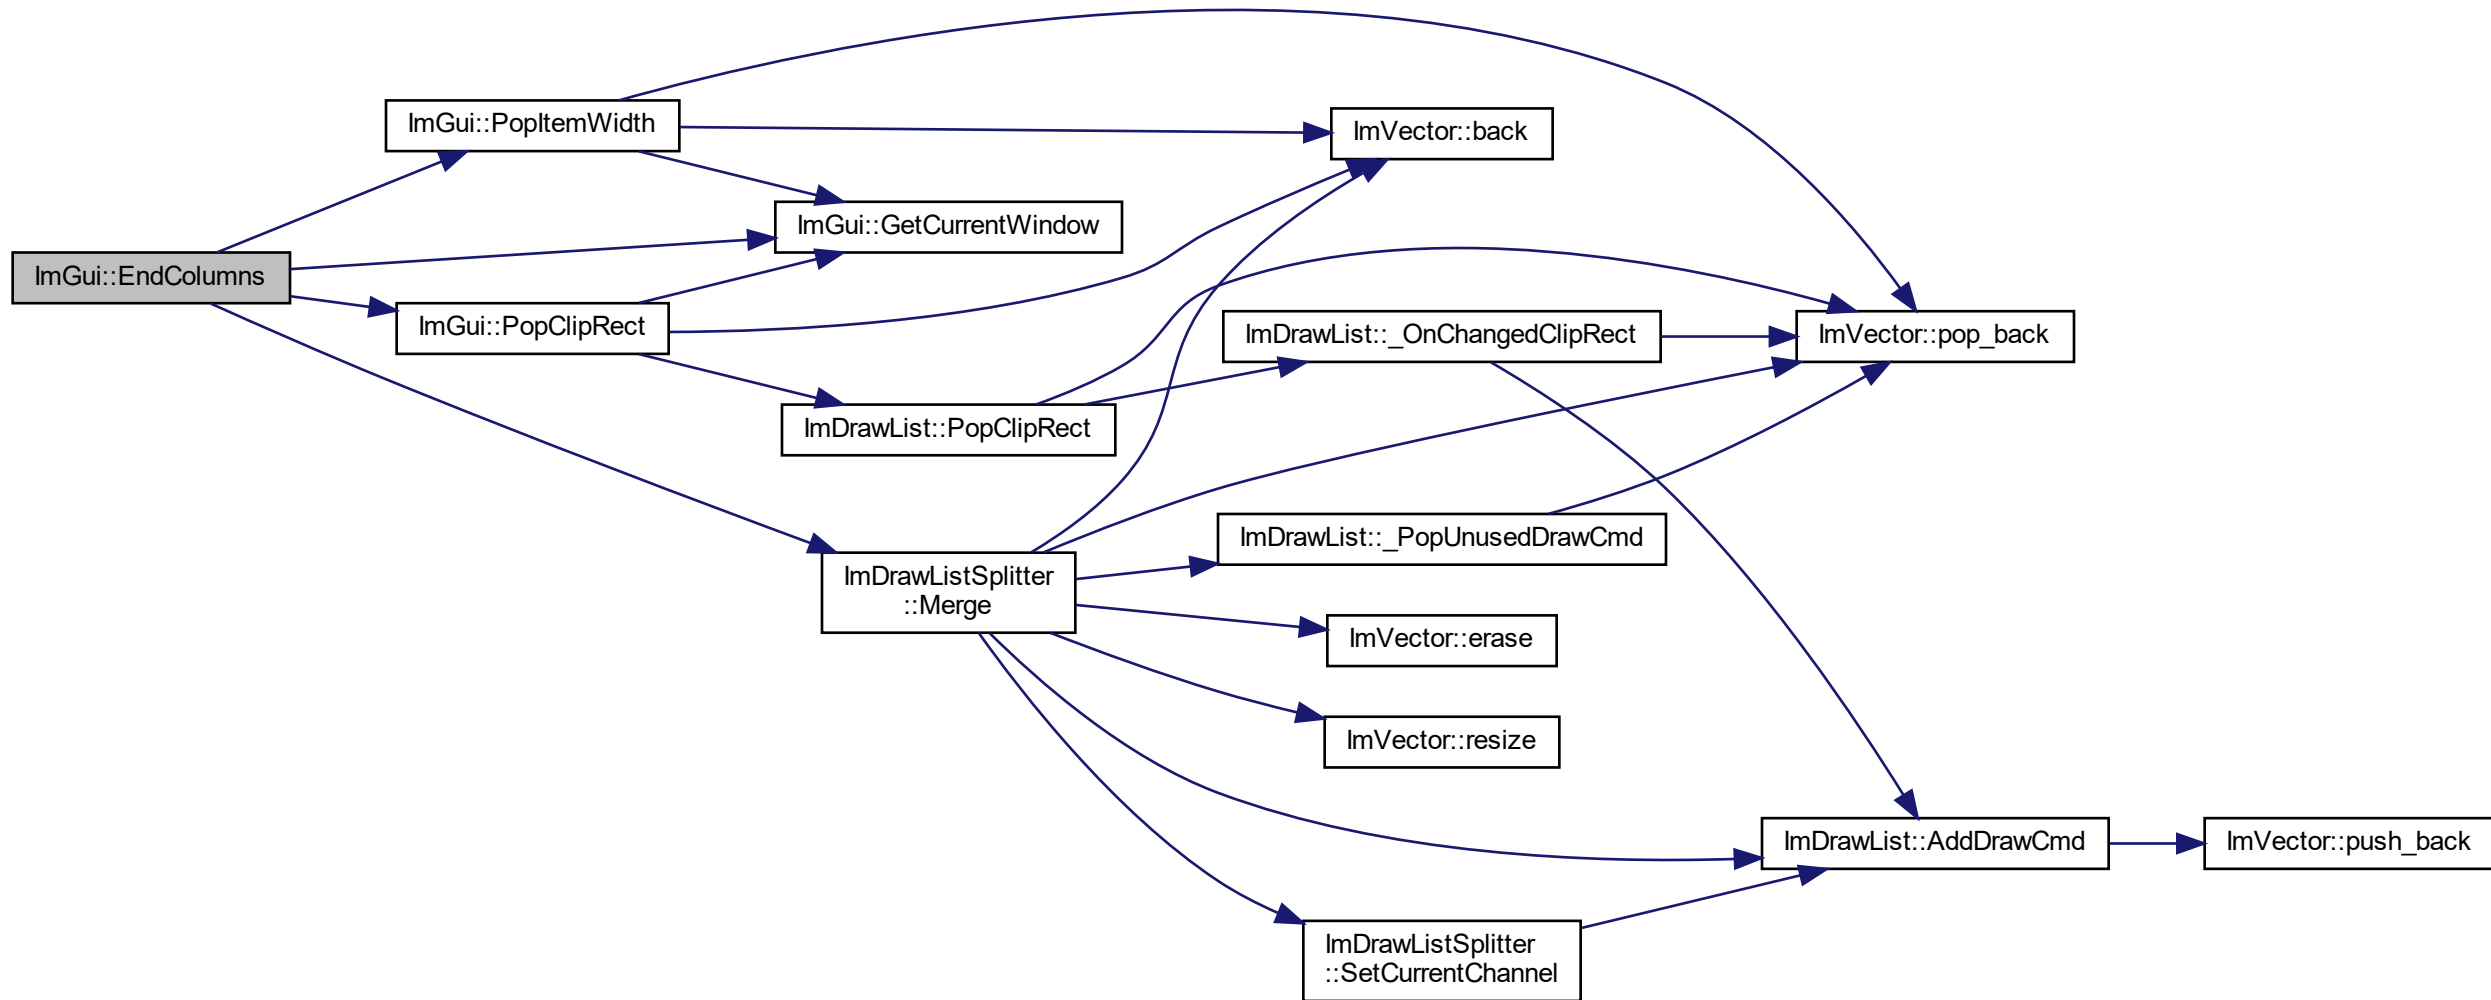 ImGui::PopItemWidth
ImVector::back
ImGui::GetCurrentWindow
ImGui::EndColumns
ImGui::PopClipRect
ImDrawList::_OnChangedClipRect
ImVector::pop_back
ImDrawList::PopClipRect
ImDrawList::_PopUnusedDrawCmd
ImDrawListSplitter
::Merge
ImVector::erase
ImVector::resize
ImDrawList::AddDrawCmd
ImVector::push_back
ImDrawListSplitter
::SetCurrentChannel